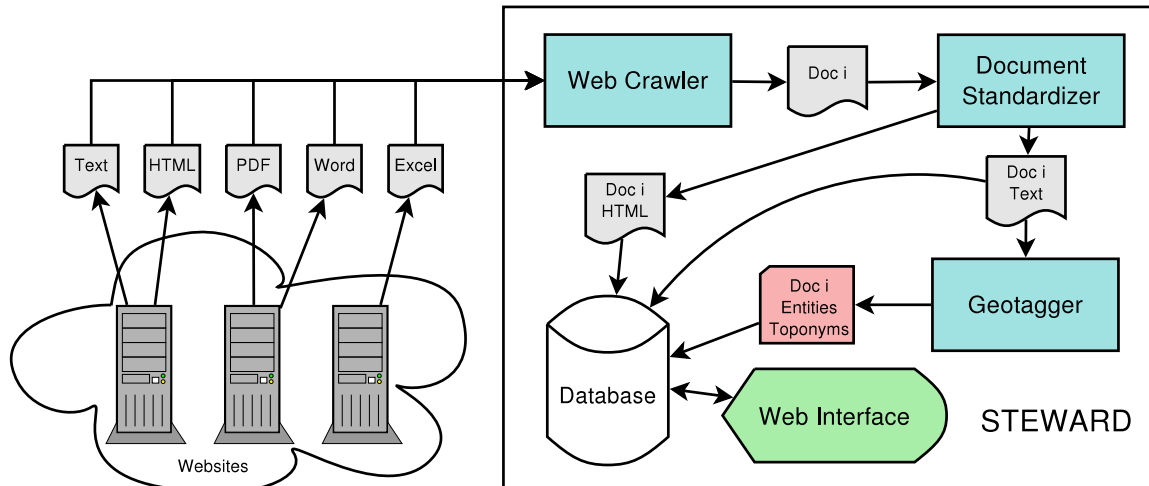 Web Crawler
Doc i
Document
Standardizer
Text
HTML
PDF
Word
Excel
Doc i
HTML
Doc i
Text
Doc i
Entities
Toponyms
Geotagger
Database
Web Interface
STEWARD
Websites